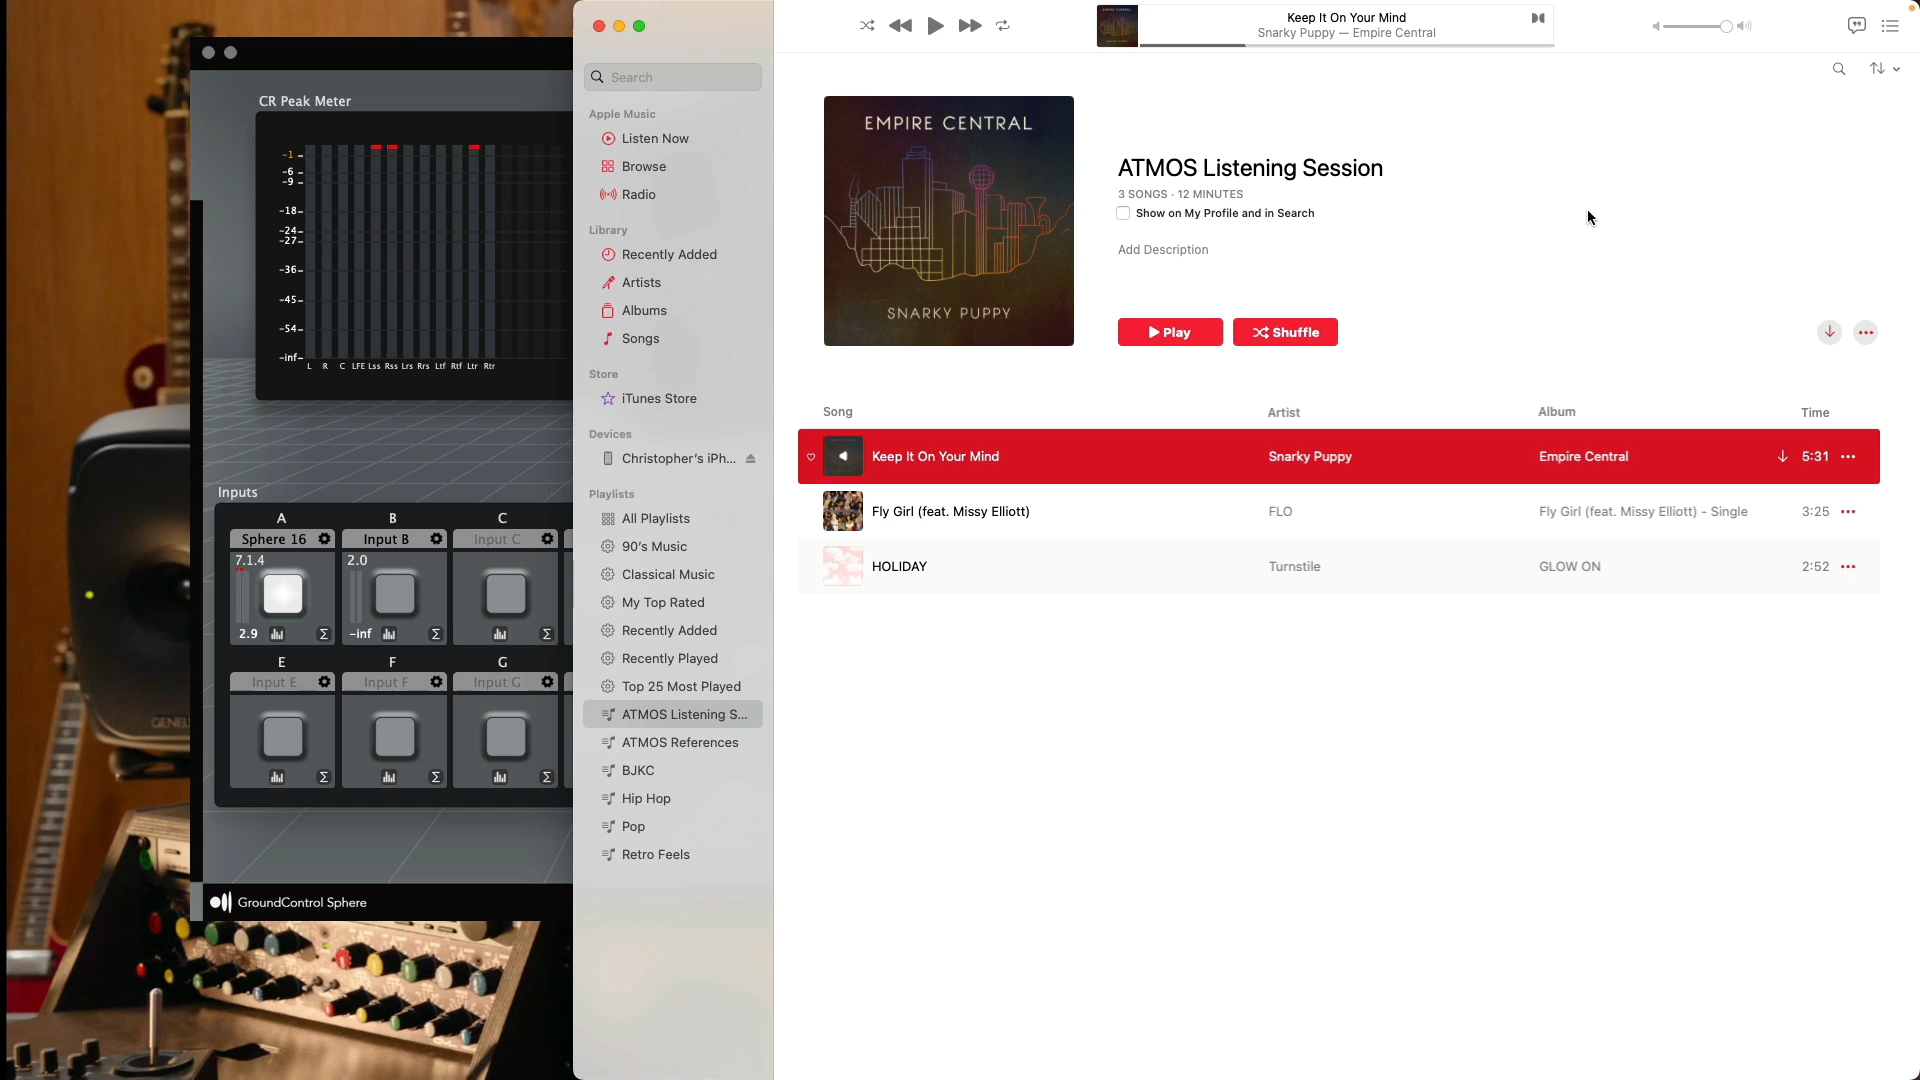 CR Peak Meter
-1
-6
-9
-18
-24
-27
-36
-45
-54
-inf
L R C LFE Lss Rss Lrs Rrs Ltf Rtf Ltr Rtr
Inputs
A B C
Sphere 16 Input B Input C
7.1.4 2.0
2.9 Σ -inf Σ Σ
E F G
Input E Input F Input G
Σ Σ Σ
GroundControl Sphere
Search
Apple Music
Listen Now
Browse
Radio
Library
Recently Added
Artists
Albums
Songs
Store
iTunes Store
Devices
Christopher's iPh...
Playlists
All Playlists
90's Music
Classical Music
My Top Rated
Recently Added
Recently Played
Top 25 Most Played
ATMOS Listening S...
ATMOS References
BJKC
Hip Hop
Pop
Retro Feels
Keep It On Your Mind
Snarky Puppy — Empire Central
EMPIRE CENTRAL
SNARKY PUPPY
ATMOS Listening Session
3 SONGS · 12 MINUTES
Show on My Profile and in Search
Add Description
Play Shuffle
Song Artist Album Time
Keep It On Your Mind Snarky Puppy Empire Central 5:31
Fly Girl (feat. Missy Elliott) FLO Fly Girl (feat. Missy Elliott) - Single 3:25
HOLIDAY Turnstile GLOW ON 2:52